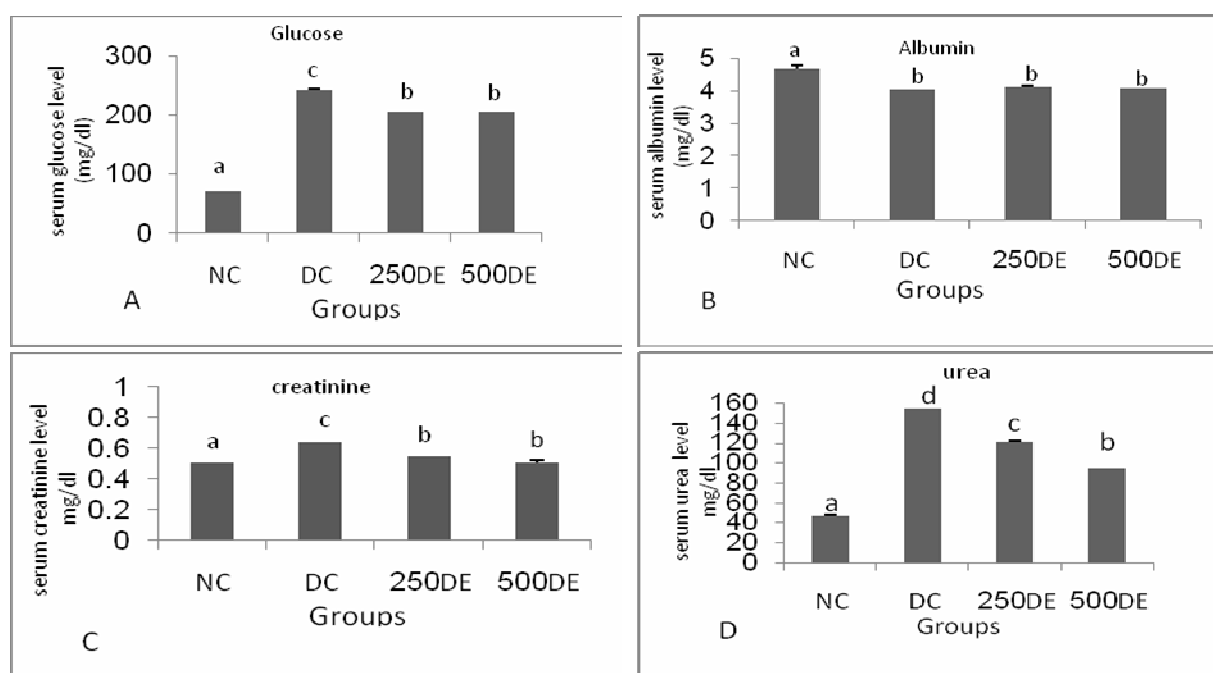 Glucose
serum glucose level
(mg/dl)
300
200
100
0
a
c
b
b
NC DC 250DE 500DE
Groups
A
Albumin
serum albumin level
(mg/dl)
5
4
3
2
1
0
a
b
b
b
NC DC 250DE 500DE
Groups
B
creatinine
serum creatinine level
mg/dl
1
0.8
0.6
0.4
0.2
0
a
c
b
b
NC DC 250DE 500DE
Groups
C
urea
serum urea level
mg/dl
160
140
120
100
80
60
40
20
0
a
d
c
b
NC DC 250DE 500DE
Groups
D